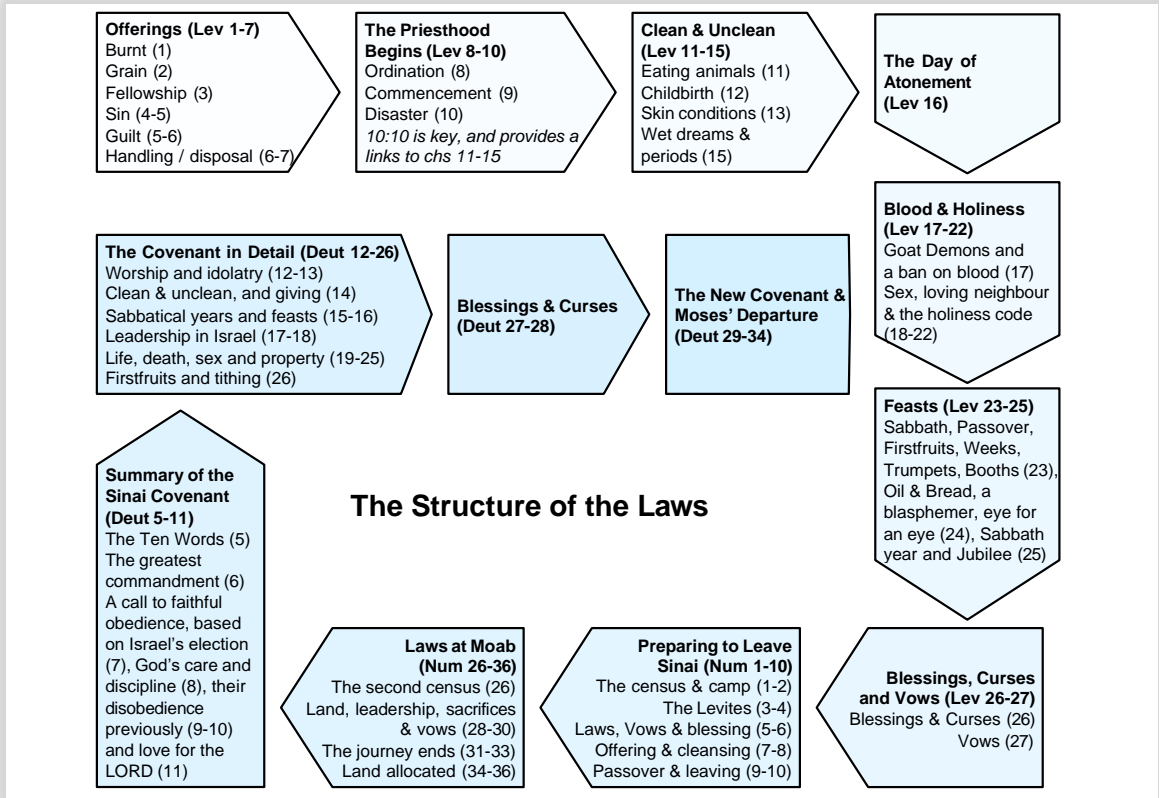 Offerings (Lev 1-7)
Burnt (1)
Grain (2)
Fellowship (3)
Sin (4-5)
Guilt (5-6)
Handling / disposal (6-7)
The Priesthood
Begins (Lev 8-10)
Ordination (8)
Commencement (9)
Disaster (10)
10:10 is key, and provides a
links to chs 11-15
Clean & Unclean
(Lev 11-15)
Eating animals (11)
Childbirth (12)
Skin conditions (13)
Wet dreams &
periods (15)
The Day of
Atonement
(Lev 16)
Blood & Holiness
(Lev 17-22)
Goat Demons and
a ban on blood (17)
Sex, loving neighbour
& the holiness code
(18-22)
Feasts (Lev 23-25)
Sabbath, Passover,
Firstfruits, Weeks,
Trumpets, Booths (23),
Oil & Bread, a
blasphemer, eye for
an eye (24), Sabbath
year and Jubilee (25)
Blessings, Curses
and Vows (Lev 26-27)
Blessings & Curses (26)
Vows (27)
Preparing to Leave
Sinai (Num 1-10)
The census & camp (1-2)
The Levites (3-4)
Laws, Vows & blessing (5-6)
Offering & cleansing (7-8)
Passover & leaving (9-10)
Laws at Moab
(Num 26-36)
The second census (26)
Land, leadership, sacrifices
& vows (28-30)
The journey ends (31-33)
Land allocated (34-36)
Summary of the
Sinai Covenant
(Deut 5-11)
The Ten Words (5)
The greatest
commandment (6)
A call to faithful
obedience, based
on Israel's election
(7), God's care and
discipline (8), their
disobedience
previously (9-10)
and love for the
LORD (11)
The Covenant in Detail (Deut 12-26)
Worship and idolatry (12-13)
Clean & unclean, and giving (14)
Sabbatical years and feasts (15-16)
Leadership in Israel (17-18)
Life, death, sex and property (19-25)
Firstfruits and tithing (26)
Blessings & Curses
(Deut 27-28)
The New Covenant &
Moses' Departure
(Deut 29-34)
The Structure of the Laws